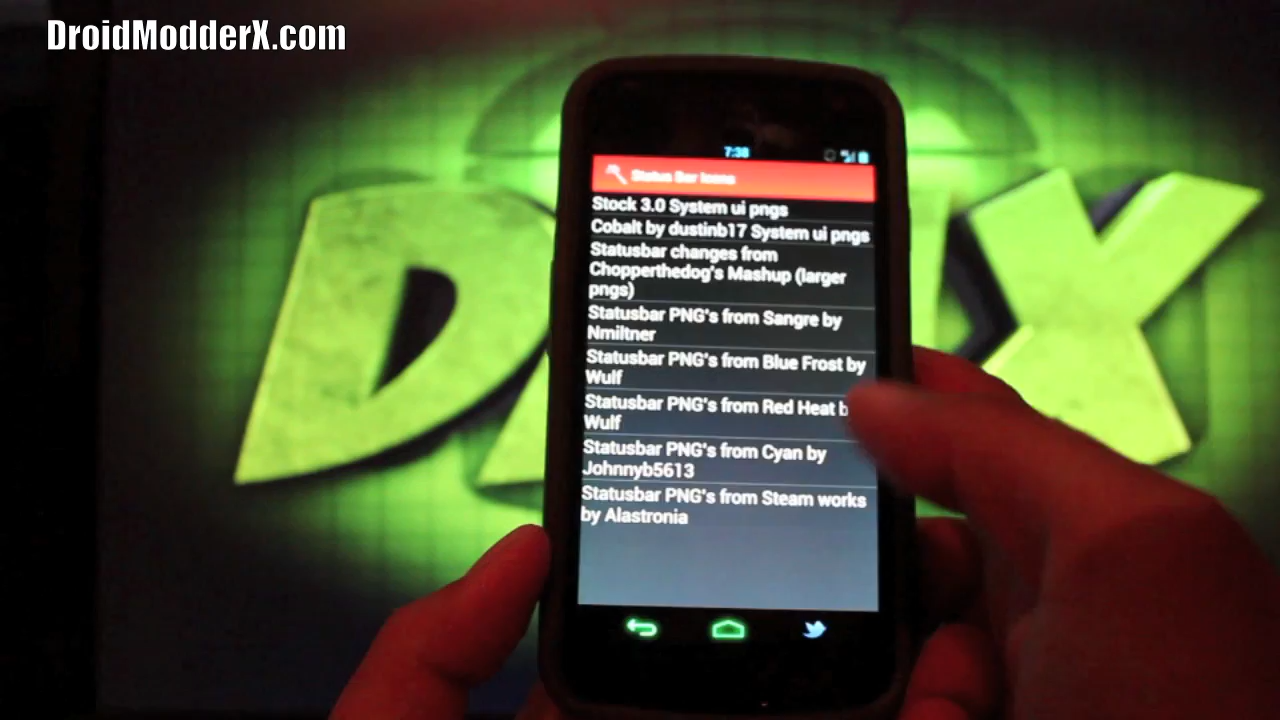 DroidModderX.com
7:38
Status Bar Icons
Stock 3.0 System ui pngs
Cobalt by dustinb17 System ui pngs
Statusbar changes from
Chopperthedog's Mashup (larger
pngs)
Statusbar PNG's from Sangre by
Nmiltner
Statusbar PNG's from Blue Frost by
Wulf
Statusbar PNG's from Red Heat b
Wulf
Statusbar PNG's from Cyan by
Johnnyb5613
Statusbar PNG's from Steam works
by Alastronia